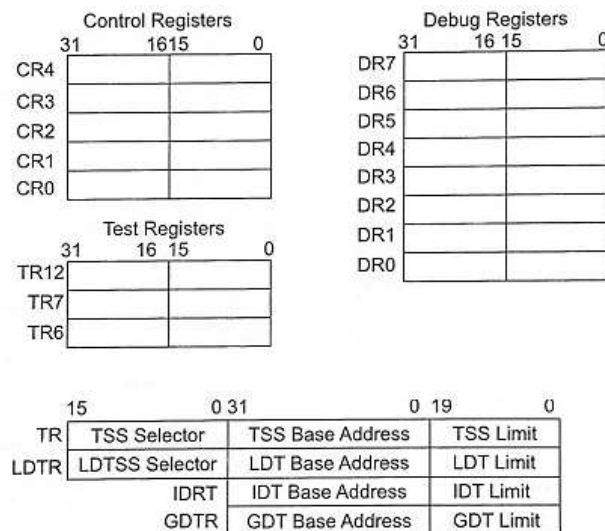 Control Registers
31 1615 0
CR4
CR3
CR2
CR1
CR0
Test Registers
31 16 15 0
TR12
TR7
TR6
Debug Registers
31 16 15 0
DR7
DR6
DR5
DR4
DR3
DR2
DR1
DR0
15 0 31 0 19 0
TR TSS Selector TSS Base Address TSS Limit
LDTR LDTSS Selector LDT Base Address LDT Limit
IDRT IDT Base Address IDT Limit
GDTR GDT Base Address GDT Limit